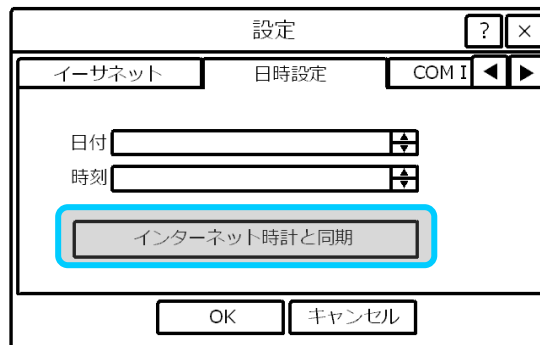 設定 ? ×
イーサネット 日時設定 COM I ◀ ▶
日付
時刻
インターネット時計と同期
OK キャンセル